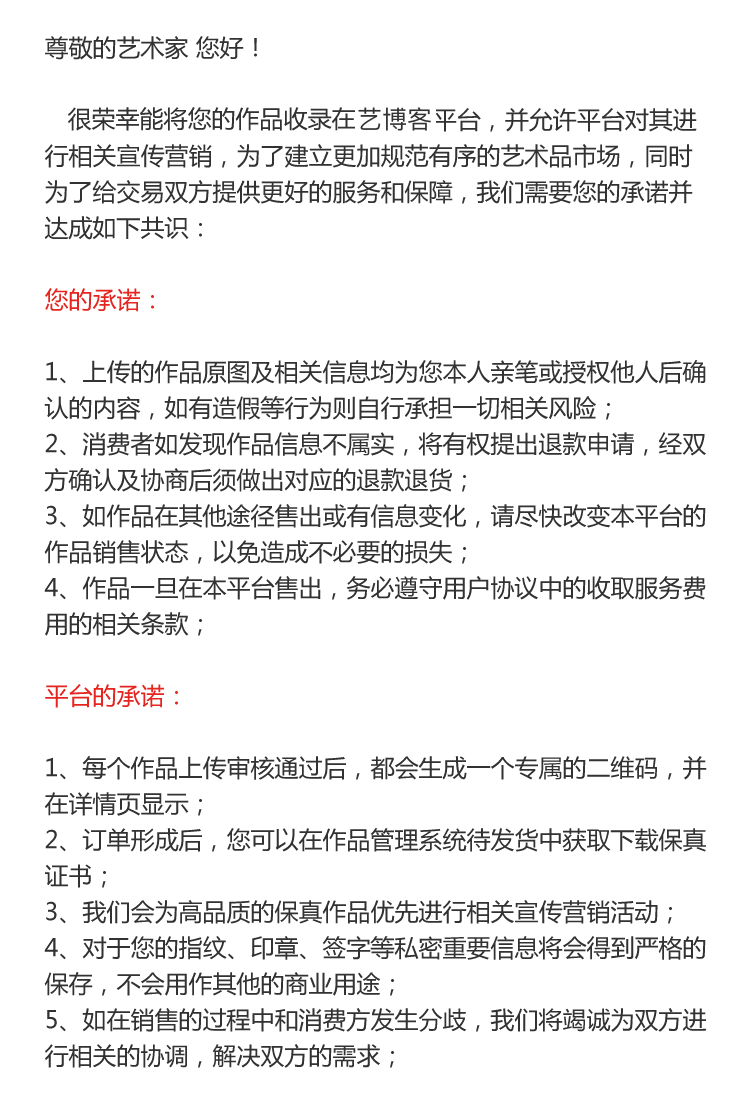 尊敬的艺术家 您好！
很荣幸能将您的作品收录在艺博客平台，并允许平台对其进
行相关宣传营销，为了建立更加规范有序的艺术品市场，同时
为了给交易双方提供更好的服务和保障，我们需要您的承诺并
达成如下共识：
您的承诺：
1、上传的作品原图及相关信息均为您本人亲笔或授权他人后确
认的内容，如有造假等行为则自行承担一切相关风险；
2、消费者如发现作品信息不属实，将有权提出退款申请，经双
方确认及协商后须做出对应的退款退货；
3、如作品在其他途径售出或有信息变化，请尽快改变本平台的
作品销售状态，以免造成不必要的损失；
4、作品一旦在本平台售出，务必遵守用户协议中的收取服务费
用的相关条款；
平台的承诺：
1、每个作品上传审核通过后，都会生成一个专属的二维码，并
在详情页显示；
2、订单形成后，您可以在作品管理系统待发货中获取下载保真
证书；
3、我们会为高品质的保真作品优先进行相关宣传营销活动；
4、对于您的指纹、印章、签字等私密重要信息将会得到严格的
保存，不会用作其他的商业用途；
5、如在销售的过程中和消费方发生分歧，我们将竭诚为双方进
行相关的协调，解决双方的需求；